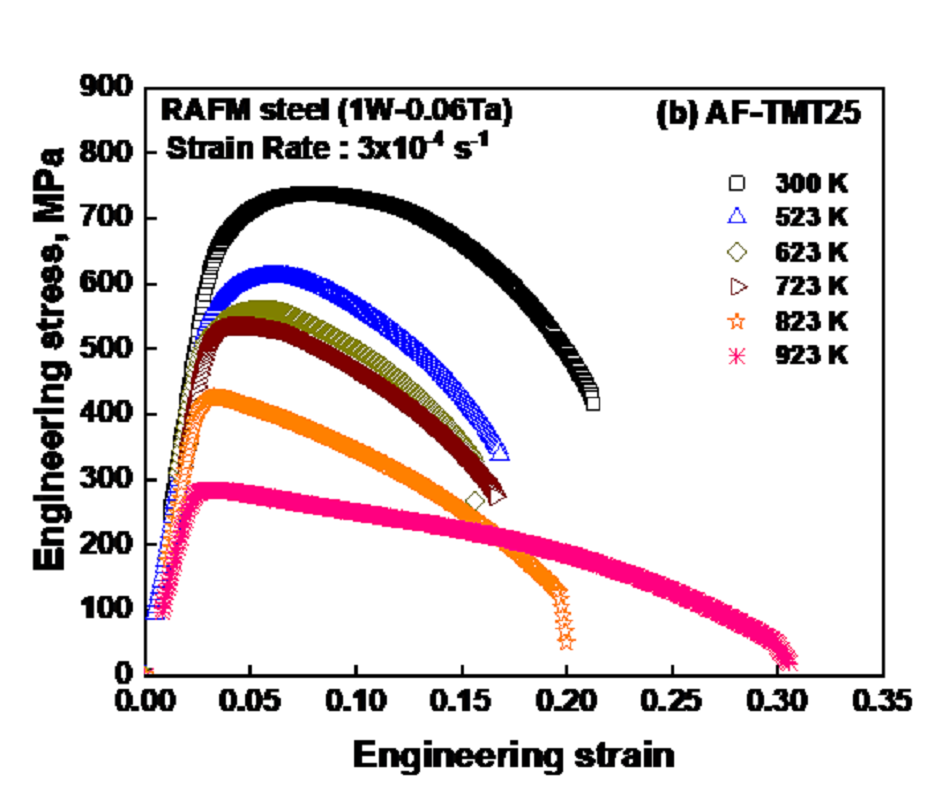 900
RAFM steel (1W-0.06Ta)
(b) AF-TMT25
Strain Rate : 3x10⁻⁴ s⁻¹
800
700
600
500
400
300
200
100
0
Engineering stress, MPa
300 K
523 K
623 K
723 K
823 K
923 K
0.00 0.05 0.10 0.15 0.20 0.25 0.30 0.35
Engineering strain